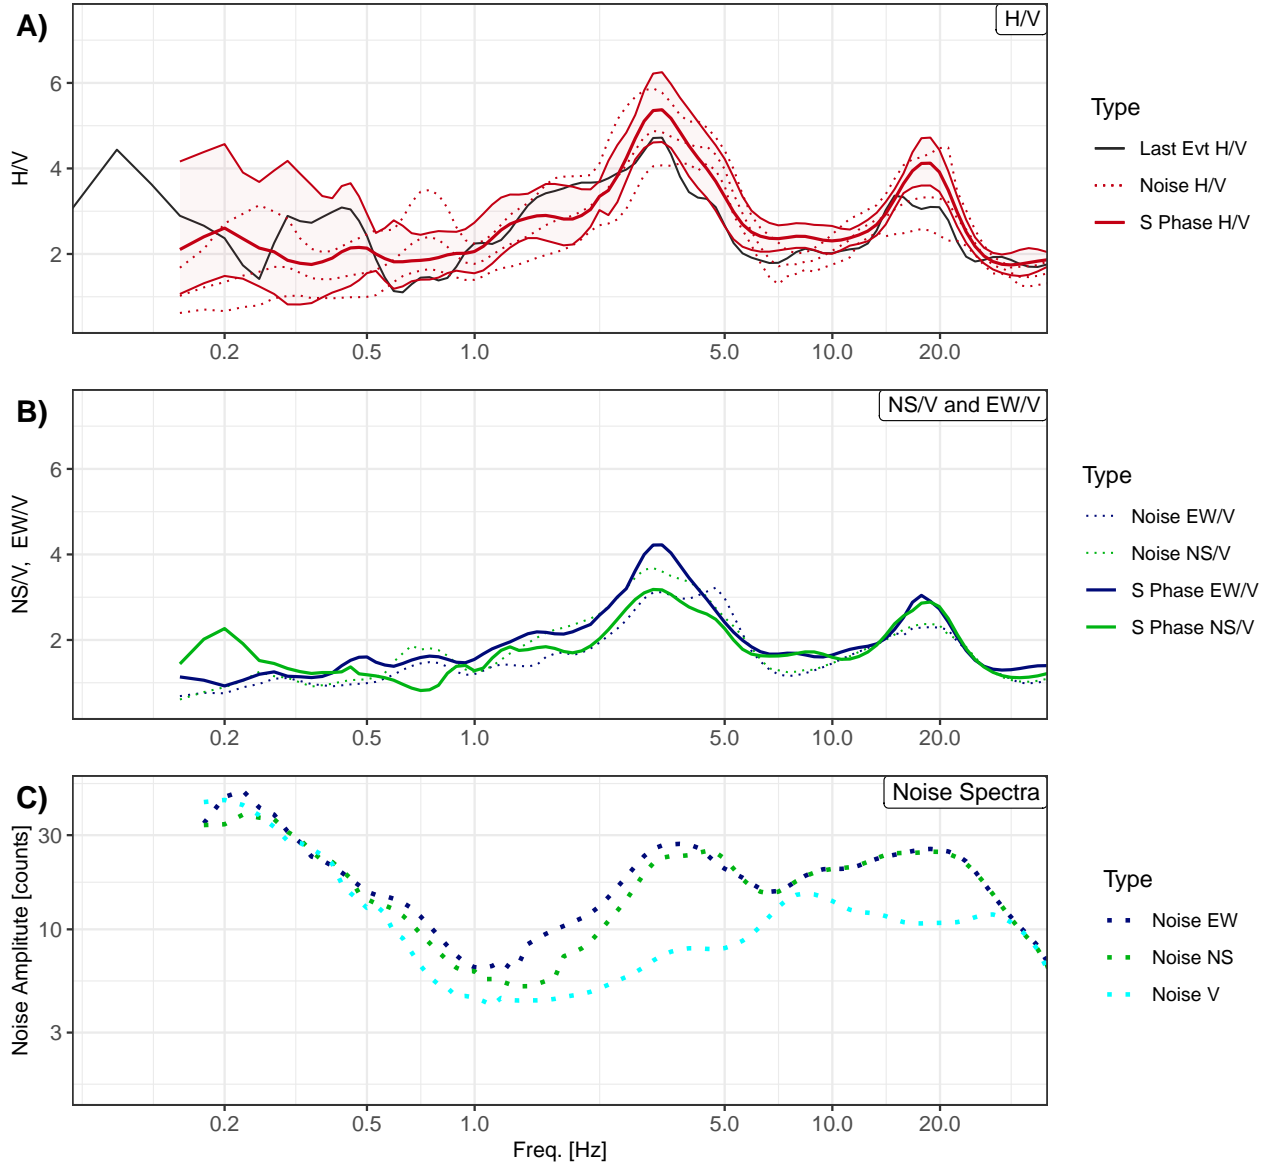 A)
H/V
6
4
2
H/V
0.2 0.5 1.0 5.0 10.0 20.0
Type
Last Evt H/V
Noise H/V
S Phase H/V
B)
NS/V and EW/V
6
4
2
NS/V,  EW/V
0.2 0.5 1.0 5.0 10.0 20.0
Type
Noise EW/V
Noise NS/V
S Phase EW/V
S Phase NS/V
C)
Noise Spectra
30
10
3
Noise Amplitude [counts]
0.2 0.5 1.0 5.0 10.0 20.0
Freq. [Hz]
Type
Noise EW
Noise NS
Noise V